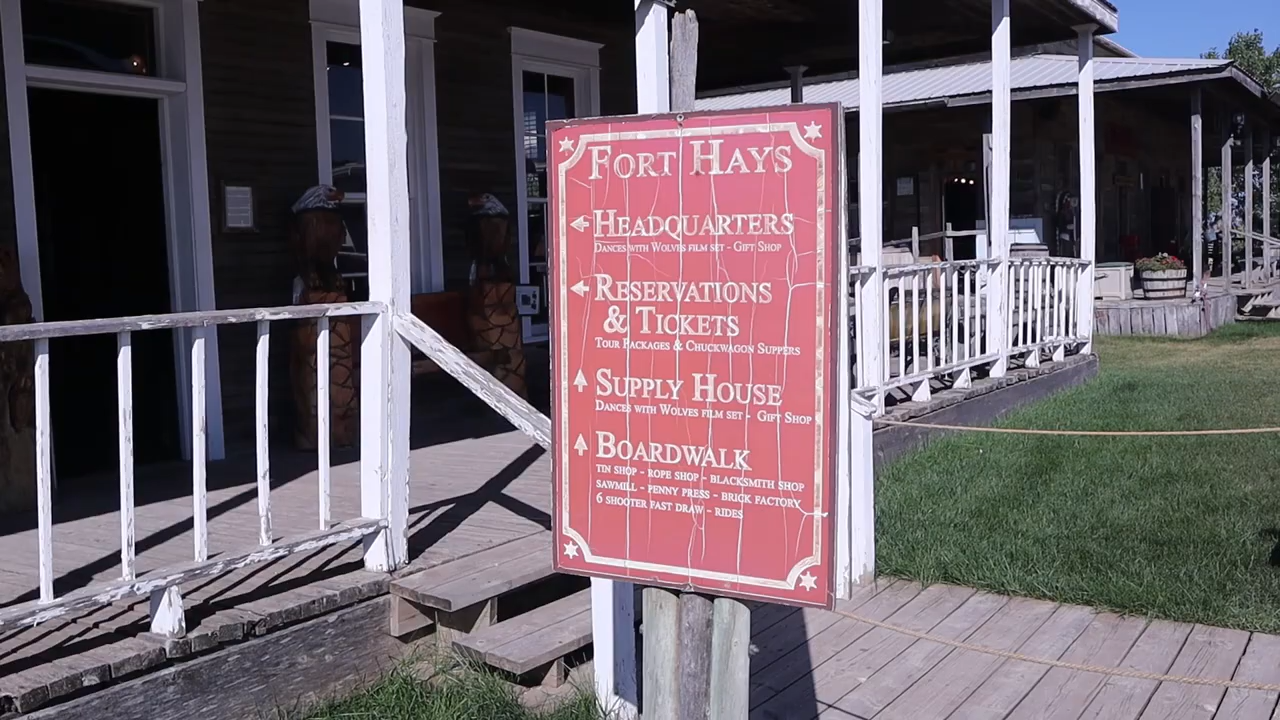 FORT HAYS
HEADQUARTERS
DANCES WITH WOLVES FILM SET - GIFT SHOP
RESERVATIONS
& TICKETS
TOUR PACKAGES & CHUCKWAGON SUPPERS
SUPPLY HOUSE
DANCES WITH WOLVES FILM SET - GIFT SHOP
BOARDWALK
TIN SHOP - ROPE SHOP - BLACKSMITH SHOP
SAWMILL - PENNY PRESS - BRICK FACTORY
6 SHOOTER FAST DRAW - RIDES